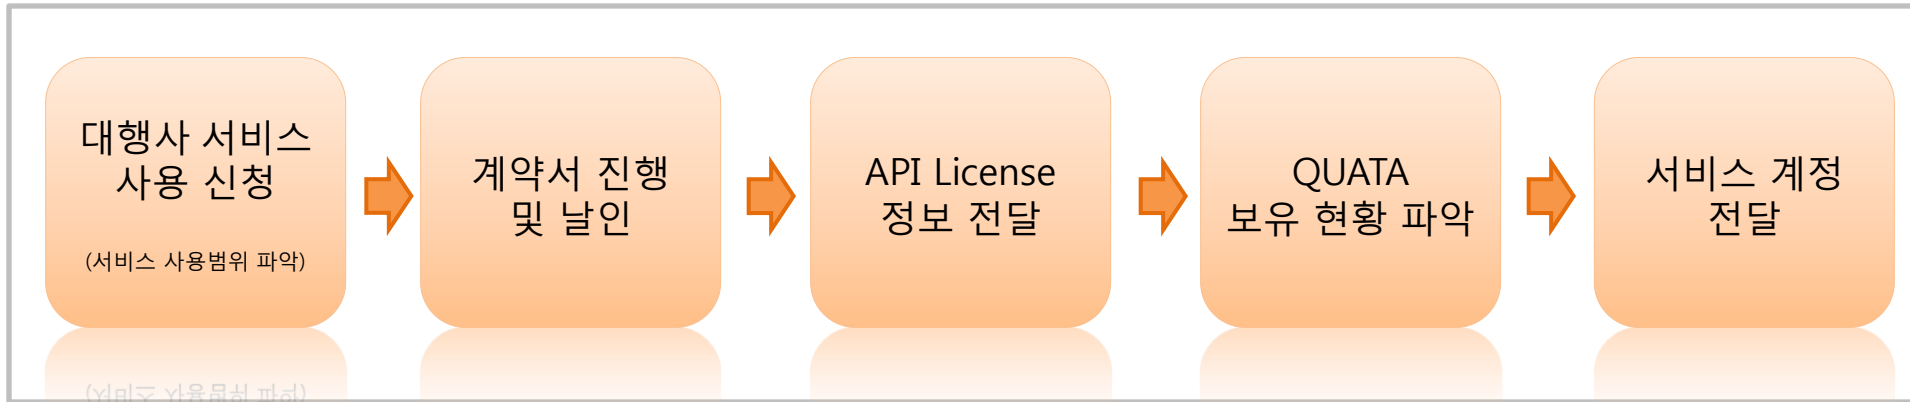 대행사 서비스
사용 신청
(서비스 사용범위 파악)
계약서 진행
및 날인
API License
정보 전달
QUATA
보유 현황 파악
서비스 계정
전달